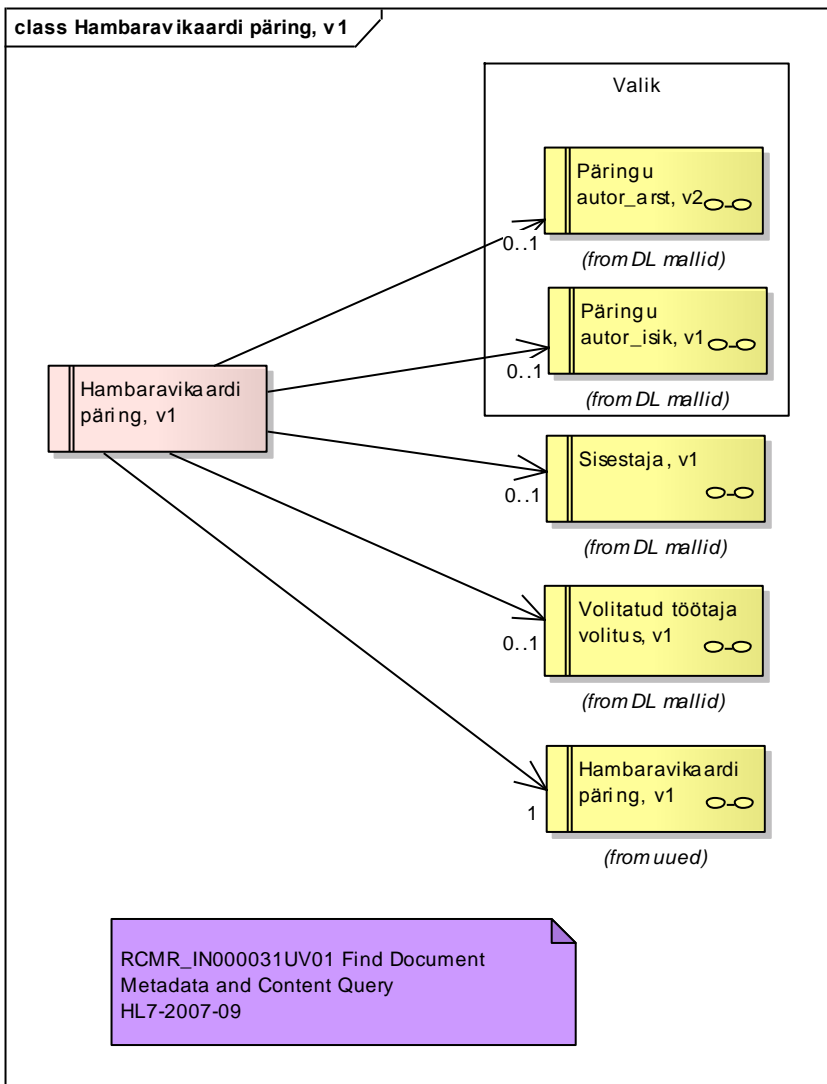 class Hambaravikaardi päring, v1
Valik
Päringu
autor_arst, v2
0..1
(from DL mallid)
Päringu
autor_isik, v1
0..1
(from DL mallid)
Hambaravikaardi
päring, v1
Sisestaja, v1
0..1
(from DL mallid)
Volitatud töötaja
volitus, v1
0..1
(from DL mallid)
Hambaravikaardi
päring, v1
1
(from uued)
RCMR_IN000031UV01 Find Document
Metadata and Content Query
HL7-2007-09